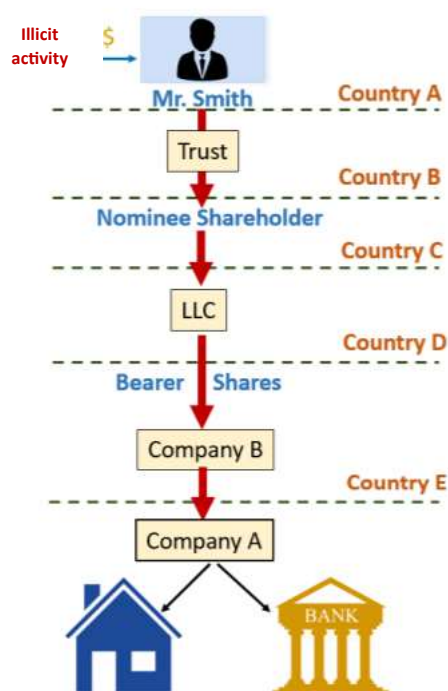 Illicit
activity
$
Mr. Smith
Country A
Trust
Country B
Nominee Shareholder
Country C
LLC
Country D
Bearer Shares
Company B
Country E
Company A
BANK